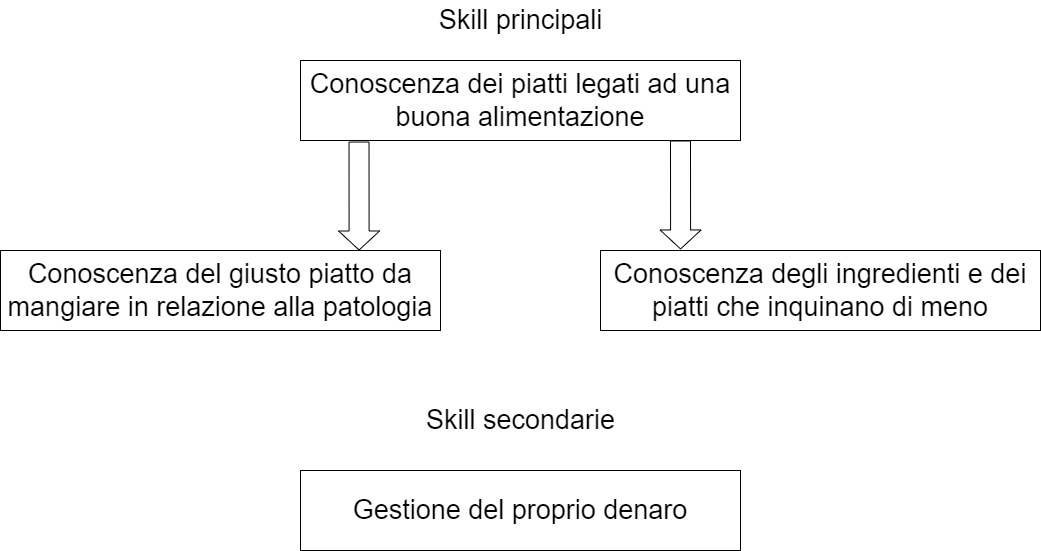 Skill principali
Conoscenza dei piatti legati ad una
buona alimentazione
Conoscenza del giusto piatto da
mangiare in relazione alla patologia
Conoscenza degli ingredienti e dei
piatti che inquinano di meno
Skill secondarie
Gestione del proprio denaro